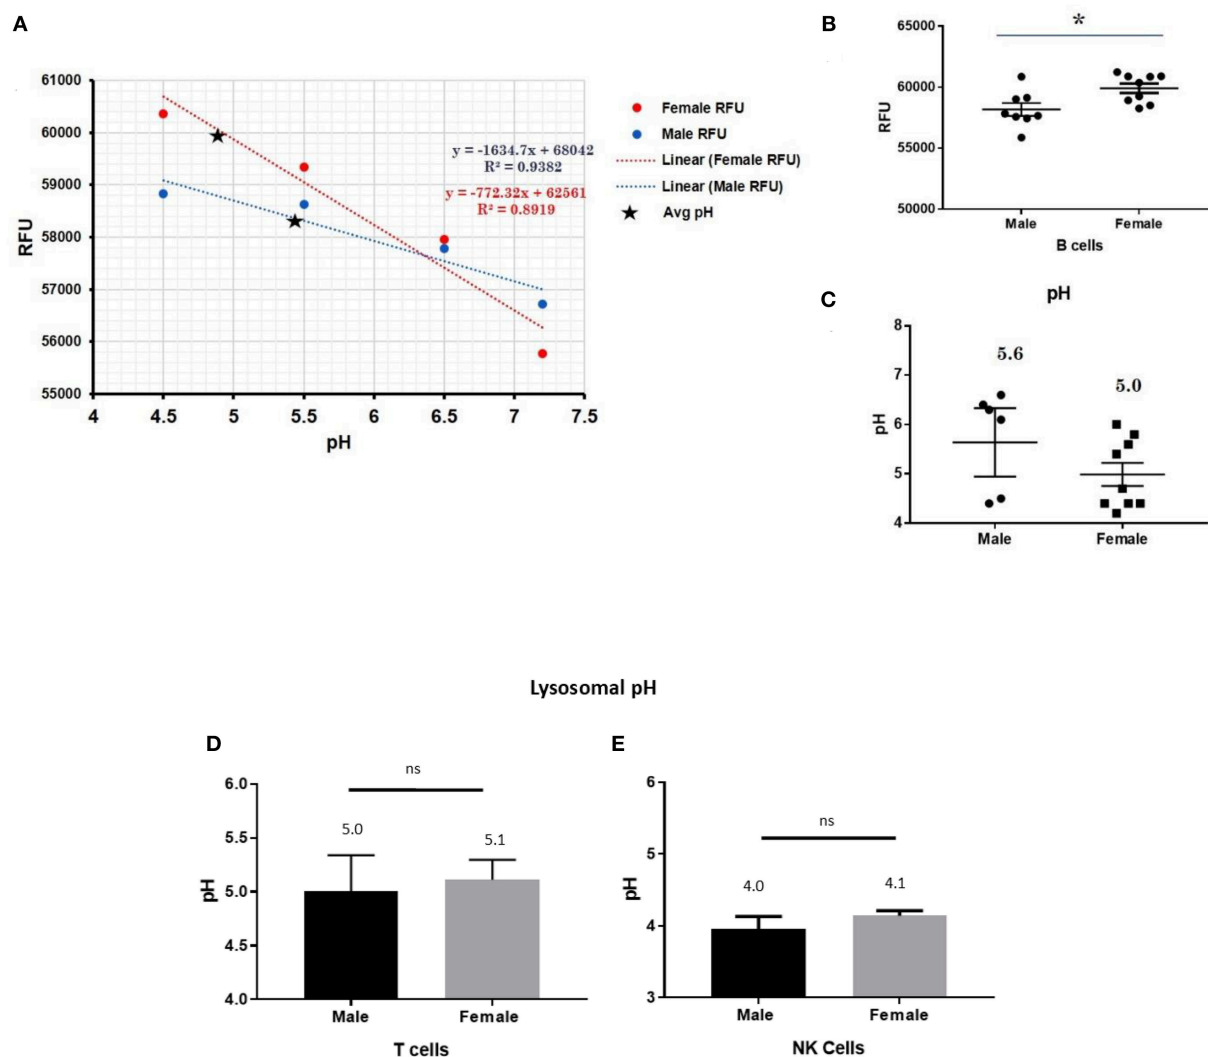 A
61000
60000
59000
58000
57000
56000
55000
RFU
4
4.5
5
5.5
6
6.5
7
7.5
pH
y = -1634.7x + 68042
R² = 0.9382
y = -772.32x + 62561
R² = 0.8919
Female RFU
Male RFU
Linear (Female RFU)
Linear (Male RFU)
Avg pH
B
65000
60000
55000
50000
RFU
*
Male
Female
B cells
C
pH
8
7
6
5
4
pH
5.6
5.0
Male
Female
Lysosomal pH
D
6.0
5.5
5.0
4.5
4.0
pH
ns
5.0
5.1
Male
Female
T cells
E
6
5
4
3
pH
ns
4.0
4.1
Male
Female
NK Cells